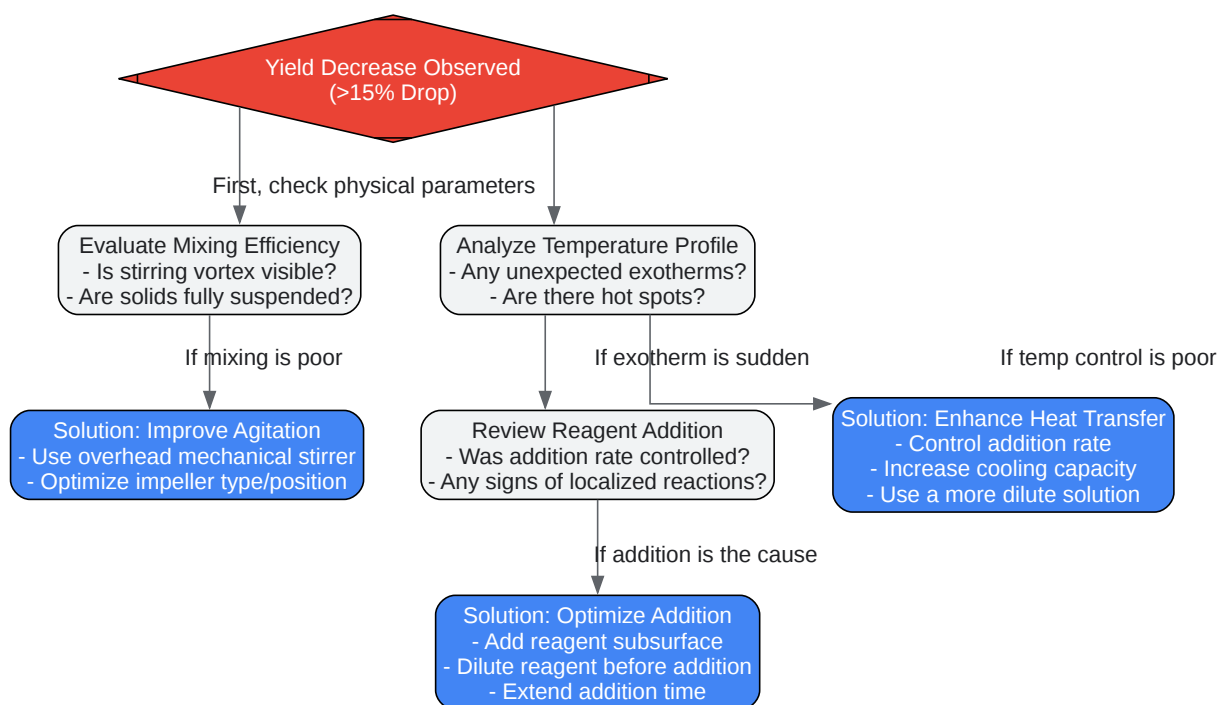 Yield Decrease Observed
(>15% Drop)
First, check physical parameters
Evaluate Mixing Efficiency
- Is stirring vortex visible?
- Are solids fully suspended?
Analyze Temperature Profile
- Any unexpected exotherms?
- Are there hot spots?
If mixing is poor
If exotherm is sudden
If temp control is poor
Solution: Improve Agitation
- Use overhead mechanical stirrer
- Optimize impeller type/position
Review Reagent Addition
- Was addition rate controlled?
- Any signs of localized reactions?
Solution: Enhance Heat Transfer
- Control addition rate
- Increase cooling capacity
- Use a more dilute solution
If addition is the cause
Solution: Optimize Addition
- Add reagent subsurface
- Dilute reagent before addition
- Extend addition time